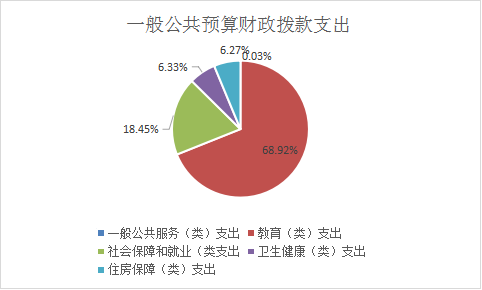 一般公共预算财政拨款支出
6.27%
0.03%
6.33%
18.45%
68.92%
一般公共服务（类）支出 教育（类）支出
社会保障和就业（类支出 卫生健康（类）支出
住房保障（类）支出